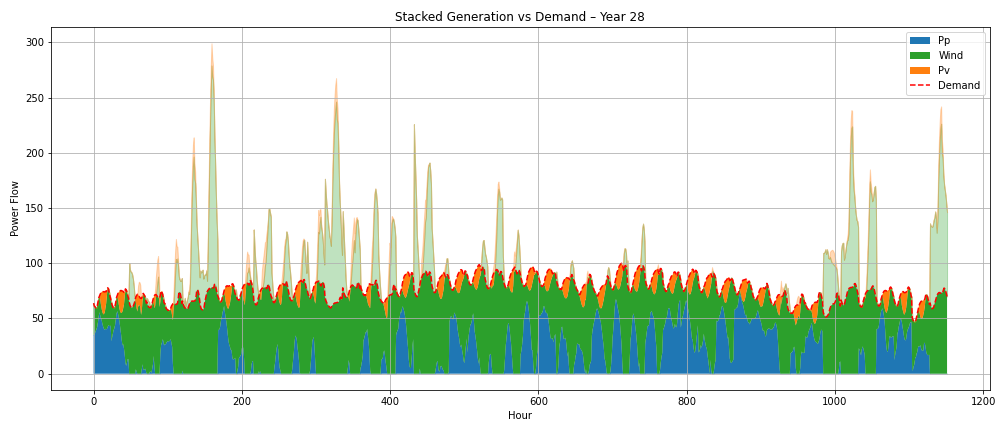 Stacked Generation vs Demand – Year 28
Power Flow
300
250
200
150
100
50
0
0 200 400 600 800 1000 1200
Hour
Pp
Wind
Pv
Demand